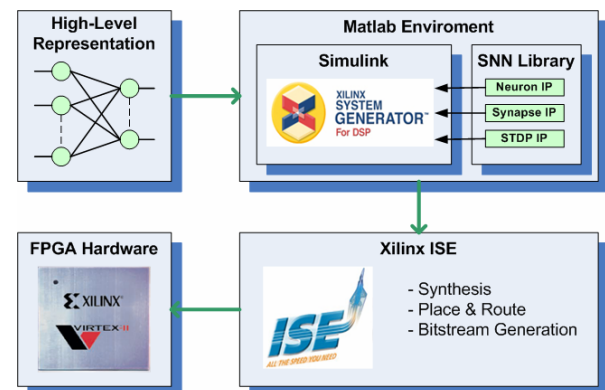 High-Level
Representation
Matlab Enviroment
Simulink
XILINX
SYSTEM
GENERATOR™
For DSP
SNN Library
Neuron IP
Synapse IP
STDP IP
FPGA Hardware
XILINX®
VIRTEX-II
Xilinx ISE
ISE
ALL THE SPEED YOU NEED
- Synthesis
- Place & Route
- Bitstream Generation